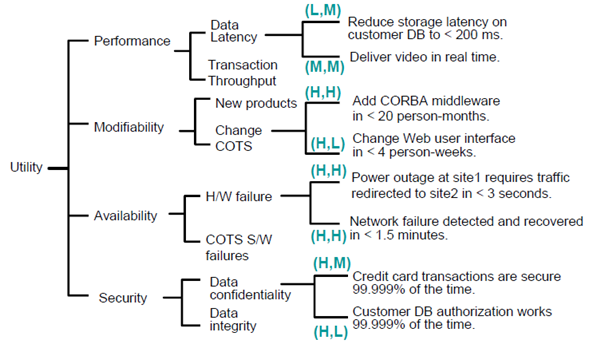 (L,M)
Data
Latency
Reduce storage latency on
customer DB to < 200 ms.
Performance
Deliver video in real time.
Transaction
Throughput
(M,M)
(H,H)
New products
Add CORBA middleware
in < 20 person-months.
Modifiability
Change
COTS
(H,L)
Change Web user interface
in < 4 person-weeks.
Utility
(H,H)
Power outage at site1 requires traffic
redirected to site2 in < 3 seconds.
H/W failure
Availability
Network failure detected and recovered
(H,H) in < 1.5 minutes.
COTS S/W
failures
(H,M)
Credit card transactions are secure
99.999% of the time.
Data
confidentiality
Security
Customer DB authorization works
99.999% of the time.
Data
integrity
(H,L)